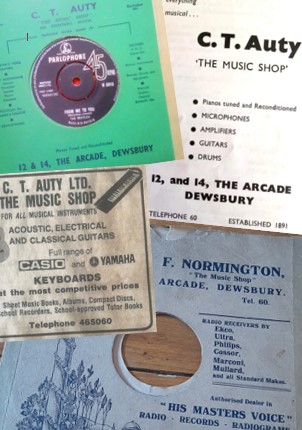 C. T. AUTY
"THE MUSIC SHOP"
PARLOPHONE
45
RPM
FROM ME TO YOU
12 & 14, THE ARCADE, DEWSBURY
everything
musical...
C. T. Auty
'THE MUSIC SHOP'
● Pianos tuned and Reconditioned
● MICROPHONES
● AMPLIFIERS
● GUITARS
● DRUMS
12, and 14, THE ARCADE
DEWSBURY
TELEPHONE 60 ESTABLISHED 1891
C. T. AUTY LTD.
THE MUSIC SHOP
FOR ALL MUSICAL INSTRUMENTS
ACOUSTIC, ELECTRICAL
AND CLASSICAL GUITARS
Full range of
CASIO and YAMAHA
KEYBOARDS
at the most competitive prices
Sheet Music Books, Albums, Compact Discs,
School Recorders, School-approved Tutor Books
Telephone 465060
F. NORMINGTON,
"The Music Shop"
ARCADE, DEWSBURY.
Tel. 60.
RADIO RECEIVERS BY
Ekco,
Ultra,
Philips,
Cossor,
Marconi,
Mullard,
and all Standard Makes.
Authorised Dealer in
"HIS MASTERS VOICE"
RADIO · RECORDS · RADIOGRAMS